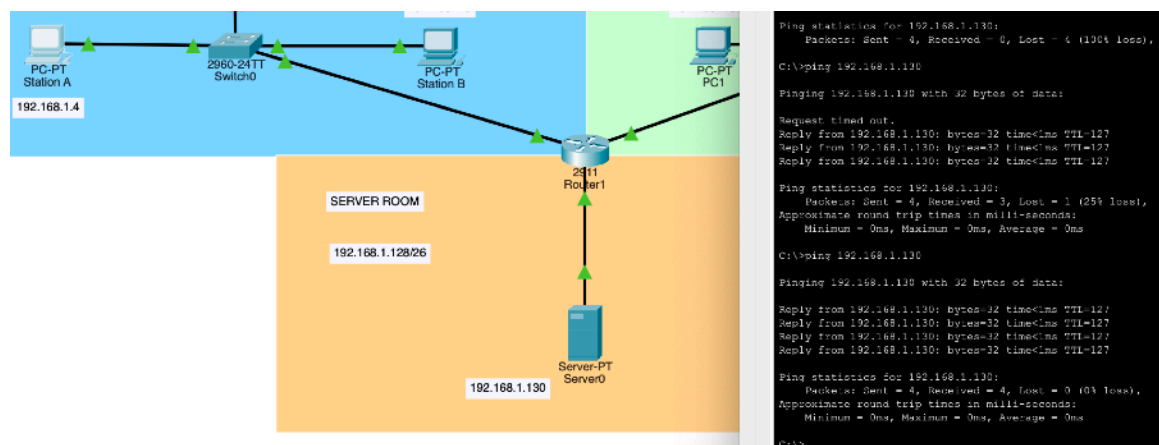 PC-PT
Station A
192.168.1.4
2960-24TT
Switch0
PC-PT
Station B
PC-PT
PC1
2911
Router1
SERVER ROOM
192.168.1.128/26
Server-PT
Server0
192.168.1.130
Ping statistics for 192.168.1.130:
Packets: Sent = 4, Received = 0, Lost = 4 (100% loss),
C:\>ping 192.168.1.130
Pinging 192.168.1.130 with 32 bytes of data:
Request timed out.
Reply from 192.168.1.130: bytes=32 time<1ms TTL=127
Reply from 192.168.1.130: bytes=32 time<1ms TTL=127
Reply from 192.168.1.130: bytes=32 time<1ms TTL=127
Ping statistics for 192.168.1.130:
Packets: Sent = 4, Received = 3, Lost = 1 (25% loss),
Approximate round trip times in milli-seconds:
Minimum = 0ms, Maximum = 0ms, Average = 0ms
C:\>ping 192.168.1.130
Pinging 192.168.1.130 with 32 bytes of data:
Reply from 192.168.1.130: bytes=32 time<1ms TTL=127
Reply from 192.168.1.130: bytes=32 time<1ms TTL=127
Reply from 192.168.1.130: bytes=32 time<1ms TTL=127
Reply from 192.168.1.130: bytes=32 time<1ms TTL=127
Ping statistics for 192.168.1.130:
Packets: Sent = 4, Received = 4, Lost = 0 (0% loss),
Approximate round trip times in milli-seconds:
Minimum = 0ms, Maximum = 0ms, Average = 0ms
C:\>